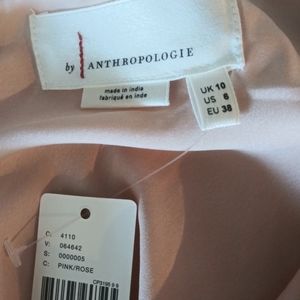 by ANTHROPOLOGIE
made in india
fabriqué en inde
UK 10
US 6
EU 38
C: 4110
V: 064642
S: 0000005
C: PINK/ROSE